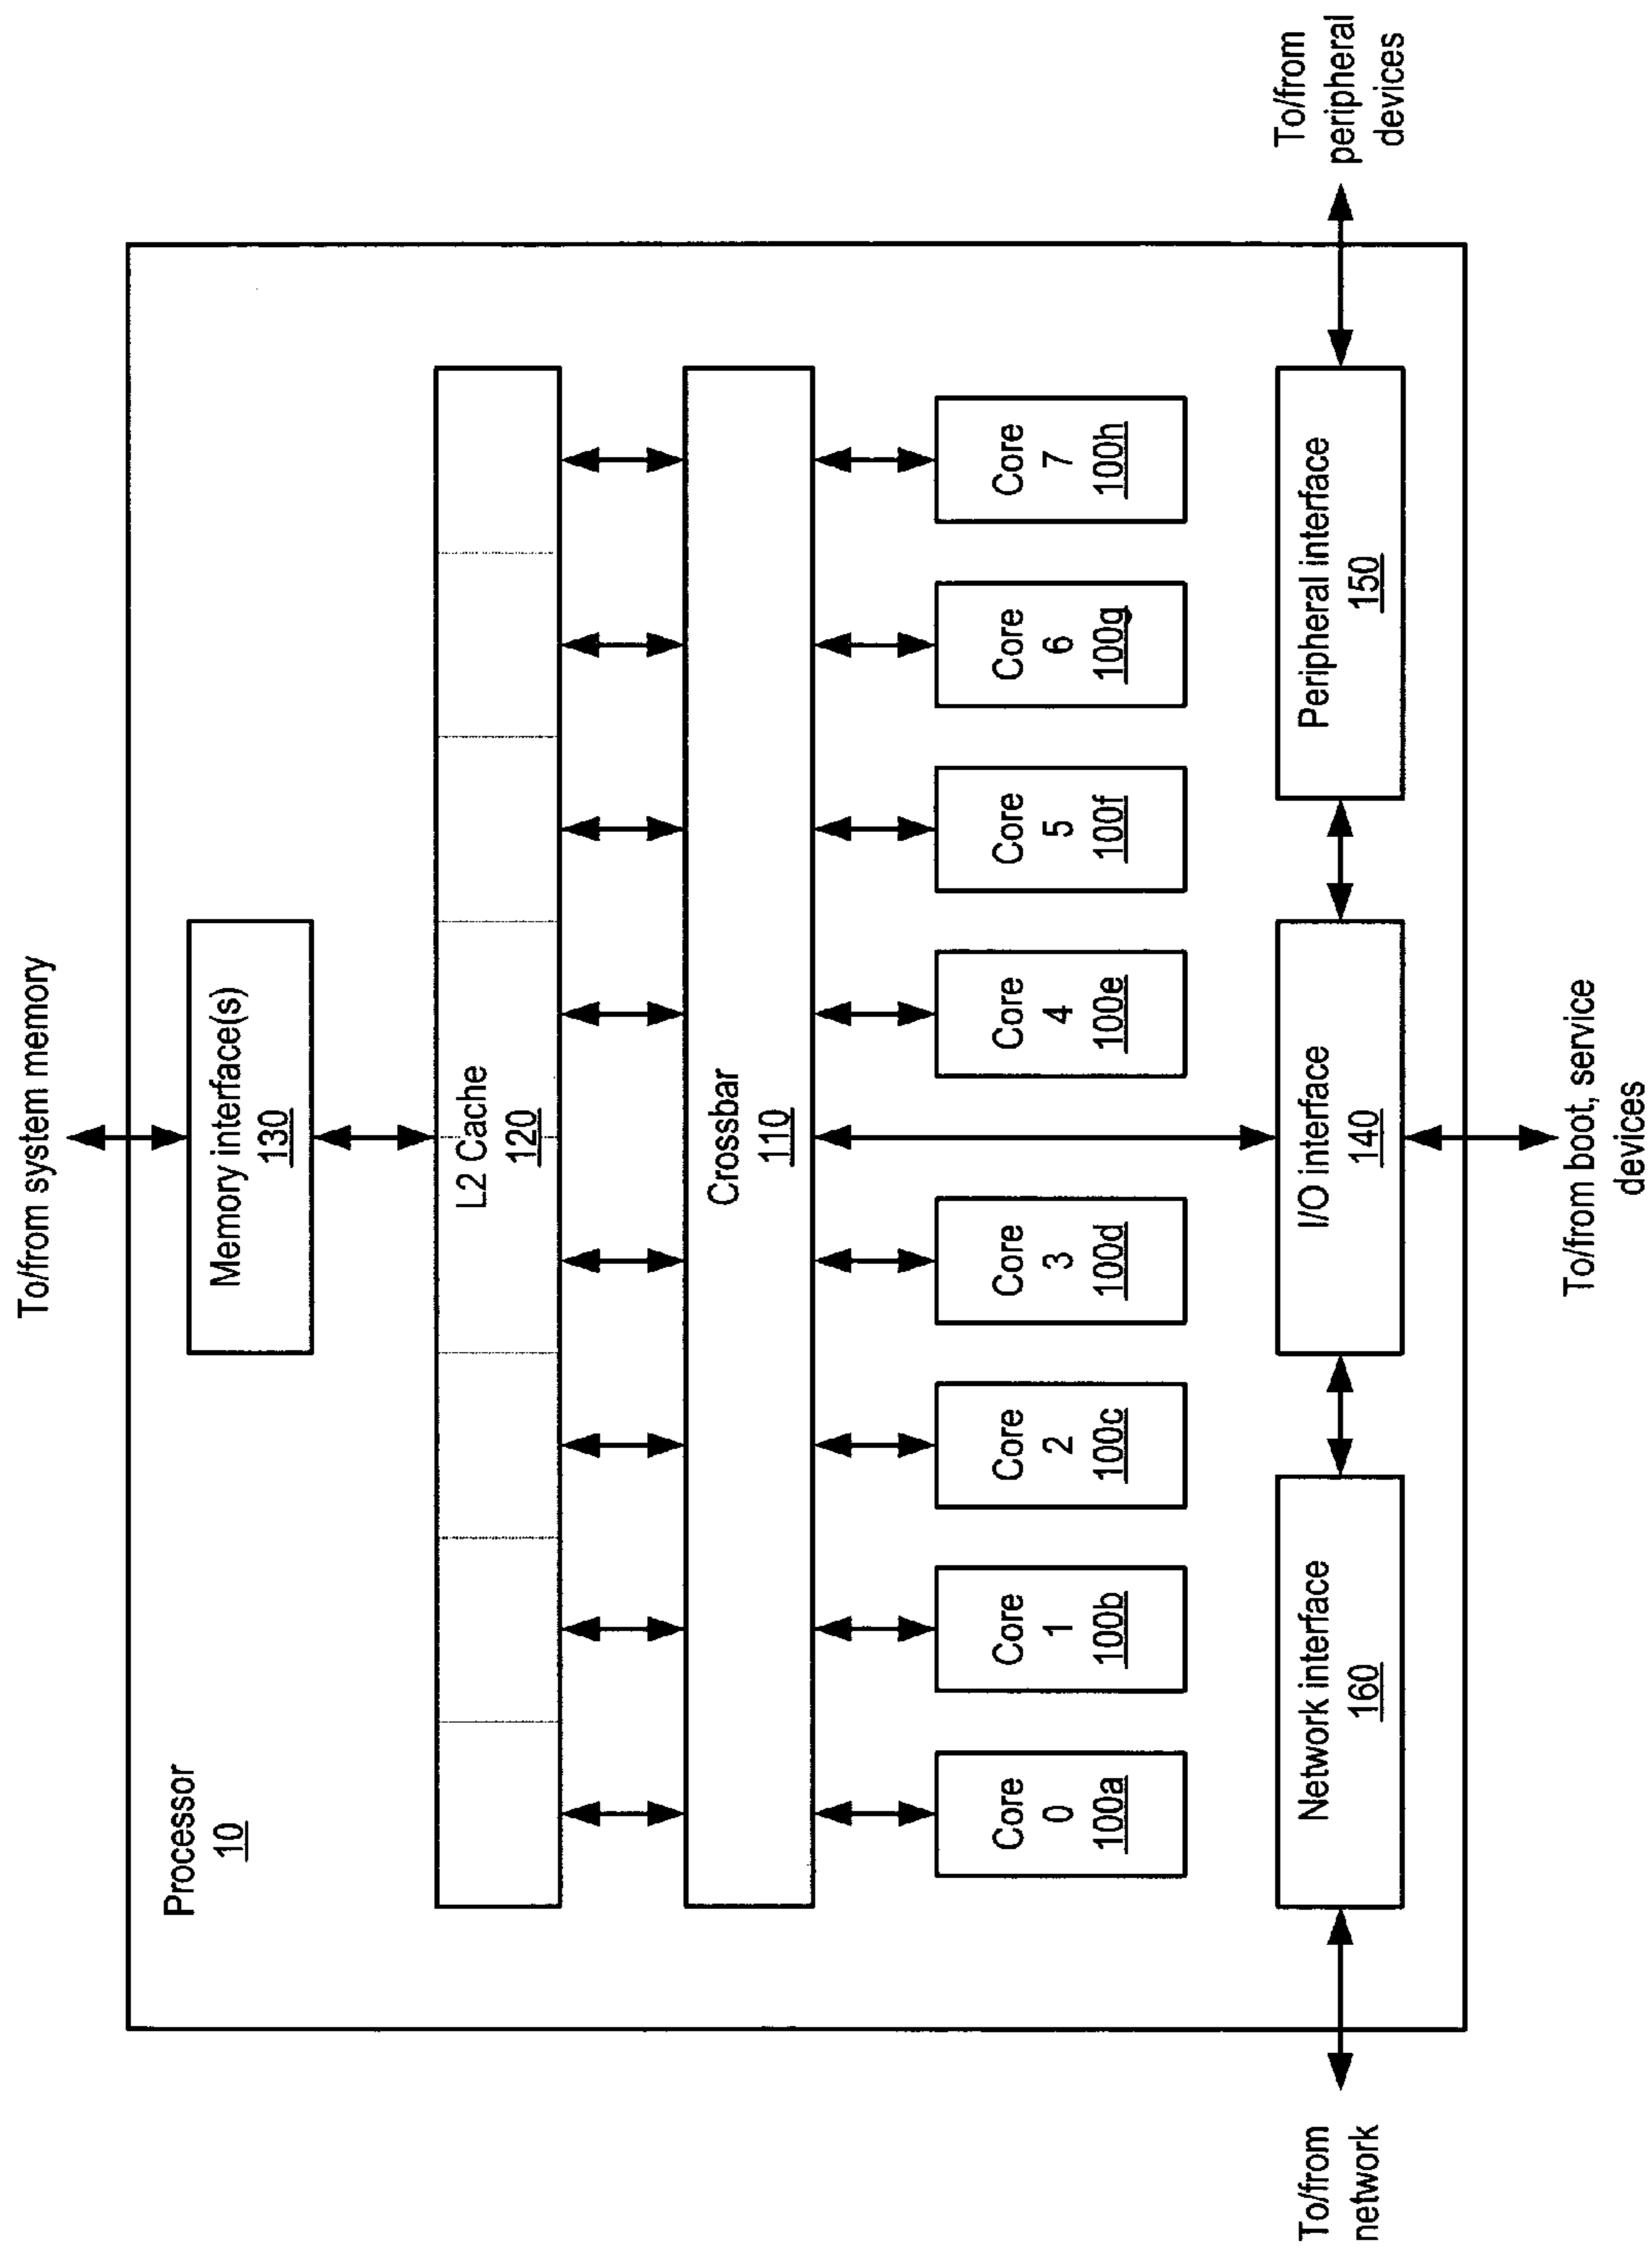 To/from system memory
Processor
10
Memory interface(s)
130
L2 Cache
120
Crossbar
110
Core
0
100a
Core
1
100b
Core
2
100c
Core
3
100d
Core
4
100e
Core
5
100f
Core
6
100g
Core
7
100h
Network interface
160
I/O interface
140
Peripheral interface
150
To/from
network
To/from boot, service
devices
To/from
peripheral
devices